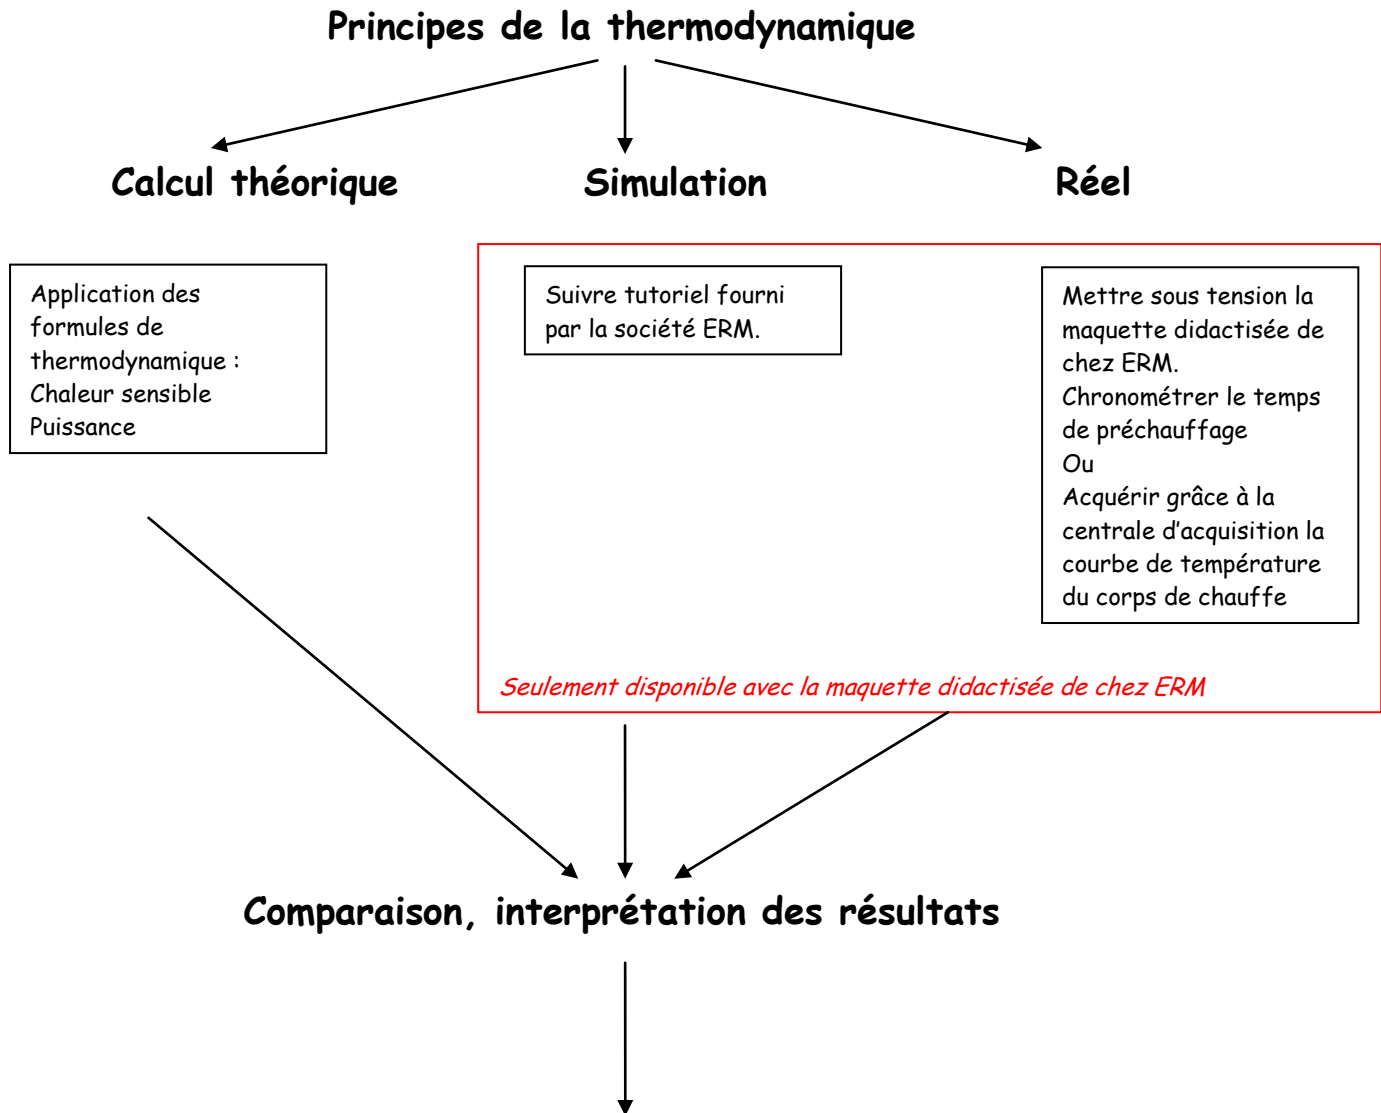 Principes de la thermodynamique
Calcul théorique
Simulation
Réel
Application des
formules de
thermodynamique :
Chaleur sensible
Puissance
Suivre tutoriel fourni
par la société ERM.
Mettre sous tension la
maquette didactisée de
chez ERM.
Chronométrer le temps
de préchauffage
Ou
Acquérir grâce à la
centrale d'acquisition la
courbe de température
du corps de chauffe
Seulement disponible avec la maquette didactisée de chez ERM
Comparaison, interprétation des résultats